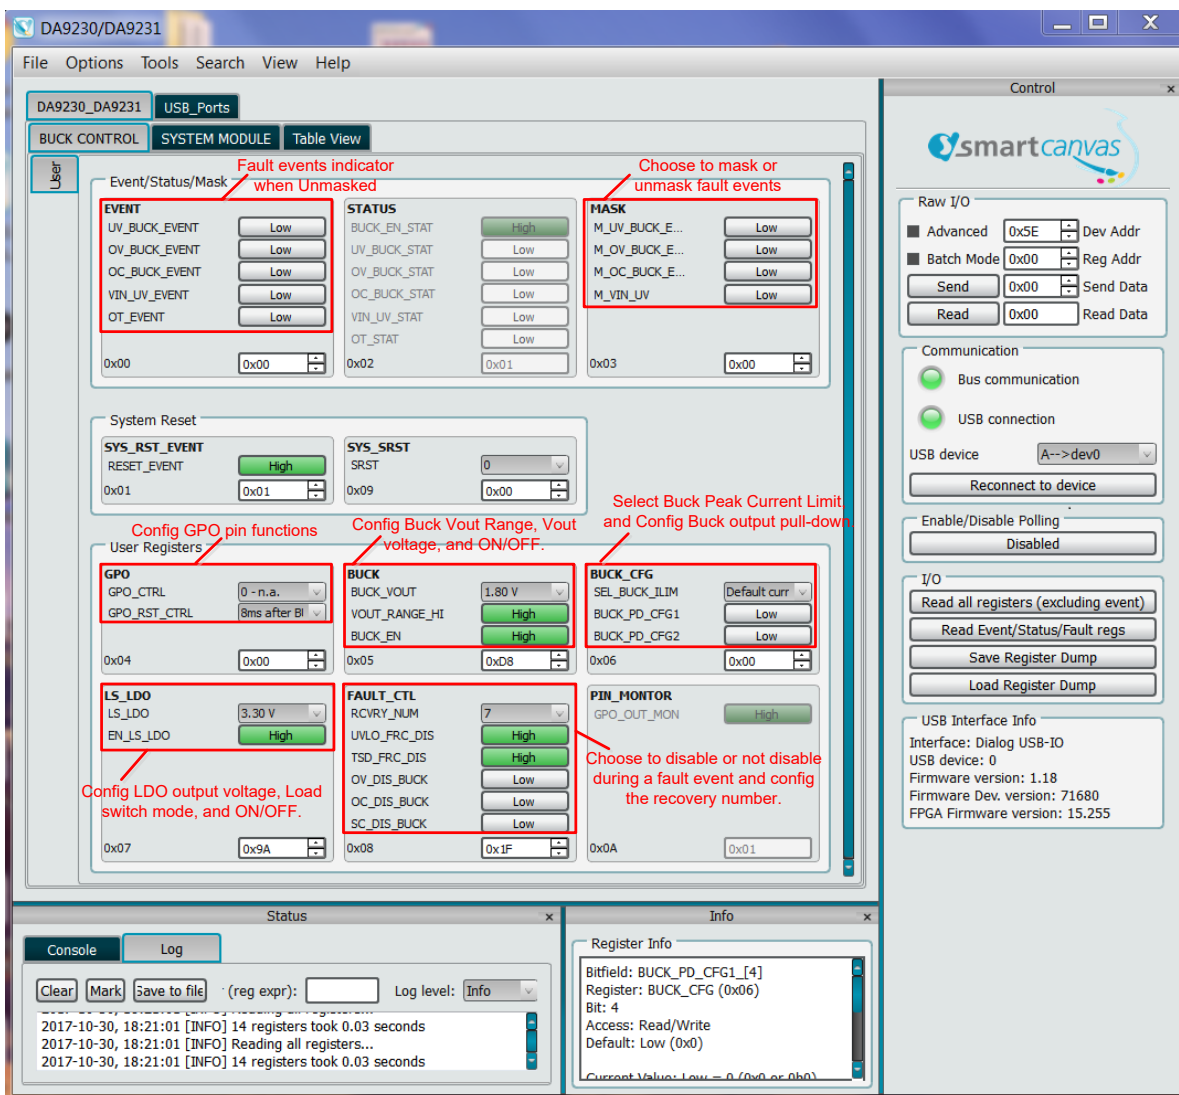 DA9230/DA9231
File Options Tools Search View Help
DA9230_DA9231 USB_Ports
BUCK CONTROL SYSTEM MODULE Table View
User
Fault events indicator
when Unmasked
Choose to mask or
unmask fault events
Event/Status/Mask
EVENT
UV_BUCK_EVENT Low
OV_BUCK_EVENT Low
OC_BUCK_EVENT Low
VIN_UV_EVENT Low
OT_EVENT Low
0x00 0x00
STATUS
BUCK_EN_STAT High
UV_BUCK_STAT Low
OV_BUCK_STAT Low
OC_BUCK_STAT Low
VIN_UV_STAT Low
OT_STAT Low
0x02 0x01
MASK
M_UV_BUCK_E... Low
M_OV_BUCK_E... Low
M_OC_BUCK_E... Low
M_VIN_UV Low
0x03 0x00
System Reset
SYS_RST_EVENT
RESET_EVENT High
0x01 0x01
SYS_SRST
SRST 0
0x09 0x00
Config GPO pin functions
Config Buck Vout Range, Vout
voltage, and ON/OFF.
Select Buck Peak Current Limit,
and Config Buck output pull-down.
User Registers
GPO
GPO_CTRL 0 - n.a.
GPO_RST_CTRL 8ms after Bl
0x04 0x00
BUCK
BUCK_VOUT 1.80 V
VOUT_RANGE_HI High
BUCK_EN High
0x05 0xD8
BUCK_CFG
SEL_BUCK_ILIM Default curr
BUCK_PD_CFG1 Low
BUCK_PD_CFG2 Low
0x06 0x00
LS_LDO
LS_LDO 3.30 V
EN_LS_LDO High
Config LDO output voltage, Load
switch mode, and ON/OFF.
0x07 0x9A
FAULT_CTL
RCVRY_NUM 7
UVLO_FRC_DIS High
TSD_FRC_DIS High
OV_DIS_BUCK Low
OC_DIS_BUCK Low
SC_DIS_BUCK Low
0x08 0x1F
PIN_MONTOR
GPO_OUT_MON High
Choose to disable or not disable
during a fault event and config
the recovery number.
0x0A 0x01
Control
smartcanvas
Raw I/O
Advanced 0x5E Dev Addr
Batch Mode 0x00 Reg Addr
Send 0x00 Send Data
Read 0x00 Read Data
Communication
Bus communication
USB connection
USB device A-->dev0
Reconnect to device
Enable/Disable Polling
Disabled
I/O
Read all registers (excluding event)
Read Event/Status/Fault regs
Save Register Dump
Load Register Dump
USB Interface Info
Interface: Dialog USB-IO
USB device: 0
Firmware version: 1.18
Firmware Dev. version: 71680
FPGA Firmware version: 15.255
Status
Console Log
Clear Mark Save to file (reg expr): Log level: Info
2017-10-30, 18:21:01 [INFO] Reading all registers...
2017-10-30, 18:21:01 [INFO] 14 registers took 0.03 seconds
2017-10-30, 18:21:01 [INFO] Reading all registers...
2017-10-30, 18:21:01 [INFO] 14 registers took 0.03 seconds
Info
Register Info
Bitfield: BUCK_PD_CFG1_[4]
Register: BUCK_CFG (0x06)
Bit: 4
Access: Read/Write
Default: Low (0x0)
Current Value: Low = 0 (0x0 or 0b0)